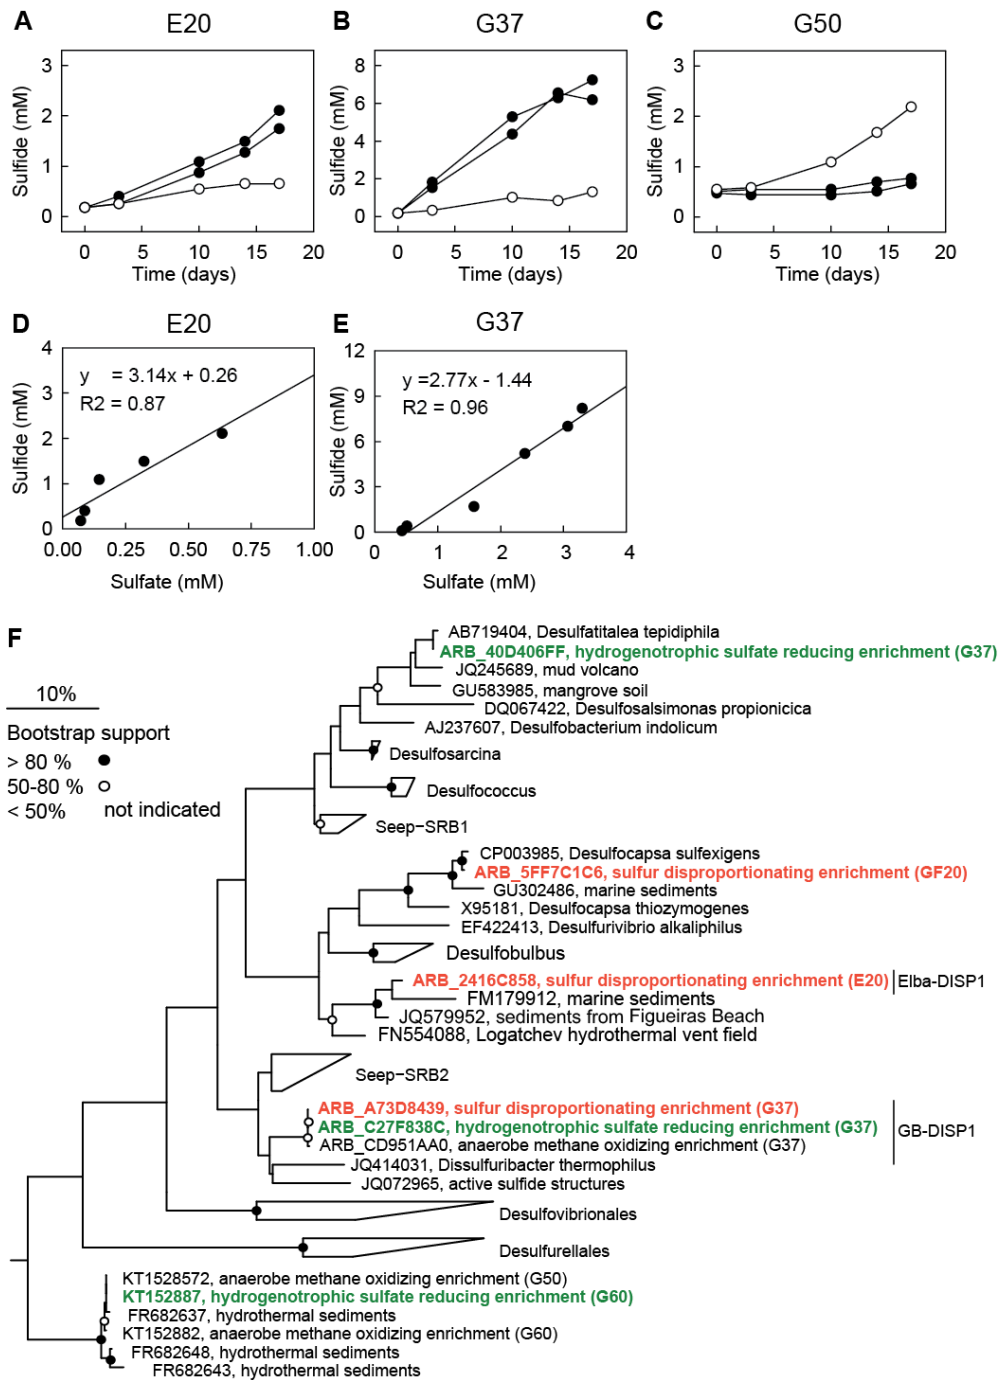 A E20
B G37
C G50
Sulfide (mM)
3
2
1
0
0 5 10 15 20
Time (days)
Sulfide (mM)
8
6
4
2
0
0 5 10 15 20
Time (days)
Sulfide (mM)
3
2
1
0
0 5 10 15 20
Time (days)
D E20
E G37
Sulfide (mM)
4
3
2
1
0
y = 3.14x + 0.26
R2 = 0.87
0.00 0.25 0.50 0.75 1.00
Sulfate (mM)
Sulfide (mM)
12
9
6
3
0
y =2.77x - 1.44
R2 = 0.96
0 1 2 3 4
Sulfate (mM)
F
10%
Bootstrap support
> 80 %
50-80 %
< 50% not indicated
AB719404, Desulfatitalea tepidiphila
ARB_40D406FF, hydrogenotrophic sulfate reducing enrichment (G37)
JQ245689, mud volcano
GU583985, mangrove soil
DQ067422, Desulfosalsimonas propionicica
AJ237607, Desulfobacterium indolicum
Desulfosarcina
Desulfococcus
Seep−SRB1
CP003985, Desulfocapsa sulfexigens
ARB_5FF7C1C6, sulfur disproportionating enrichment (GF20)
GU302486, marine sediments
X95181, Desulfocapsa thiozymogenes
EF422413, Desulfurivibrio alkaliphilus
Desulfobulbus
ARB_2416C858, sulfur disproportionating enrichment (E20)
Elba-DISP1
FM179912, marine sediments
JQ579952, sediments from Figueiras Beach
FN554088, Logatchev hydrothermal vent field
Seep−SRB2
ARB_A73D8439, sulfur disproportionating enrichment (G37)
ARB_C27F838C, hydrogenotrophic sulfate reducing enrichment (G37)
GB-DISP1
ARB_CD951AA0, anaerobe methane oxidizing enrichment (G37)
JQ414031, Dissulfuribacter thermophilus
JQ072965, active sulfide structures
Desulfovibrionales
Desulfurellales
KT1528572, anaerobe methane oxidizing enrichment (G50)
KT152887, hydrogenotrophic sulfate reducing enrichment (G60)
FR682637, hydrothermal sediments
KT152882, anaerobe methane oxidizing enrichment (G60)
FR682648, hydrothermal sediments
FR682643, hydrothermal sediments